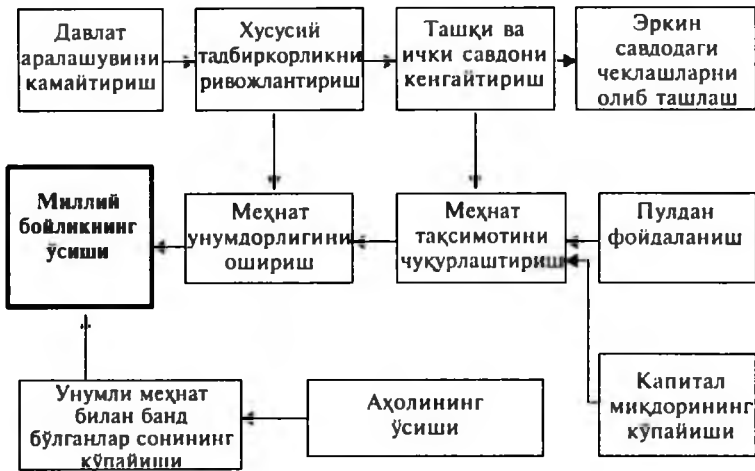 Давлат
аралашувини
камайтириш
Хусусий
тадбиркорликни
ривожлантириш
Ташқи ва
ички савдони
кенгайтириш
Эркин
савдодаги
чеклашларни
олиб ташлаш
Миллий
бойликнинг
ўсиши
Меҳнат
унумдорлигини
ошириш
Меҳнат
тақсимотини
чуқурлаштириш
Пулдан
фойдаланиш
Унумли меҳнат
билан банд
бўлганлар сонининг
кўпайиши
Аҳолининг
ўсиши
Капитал
миқдорининг
кўпайиши